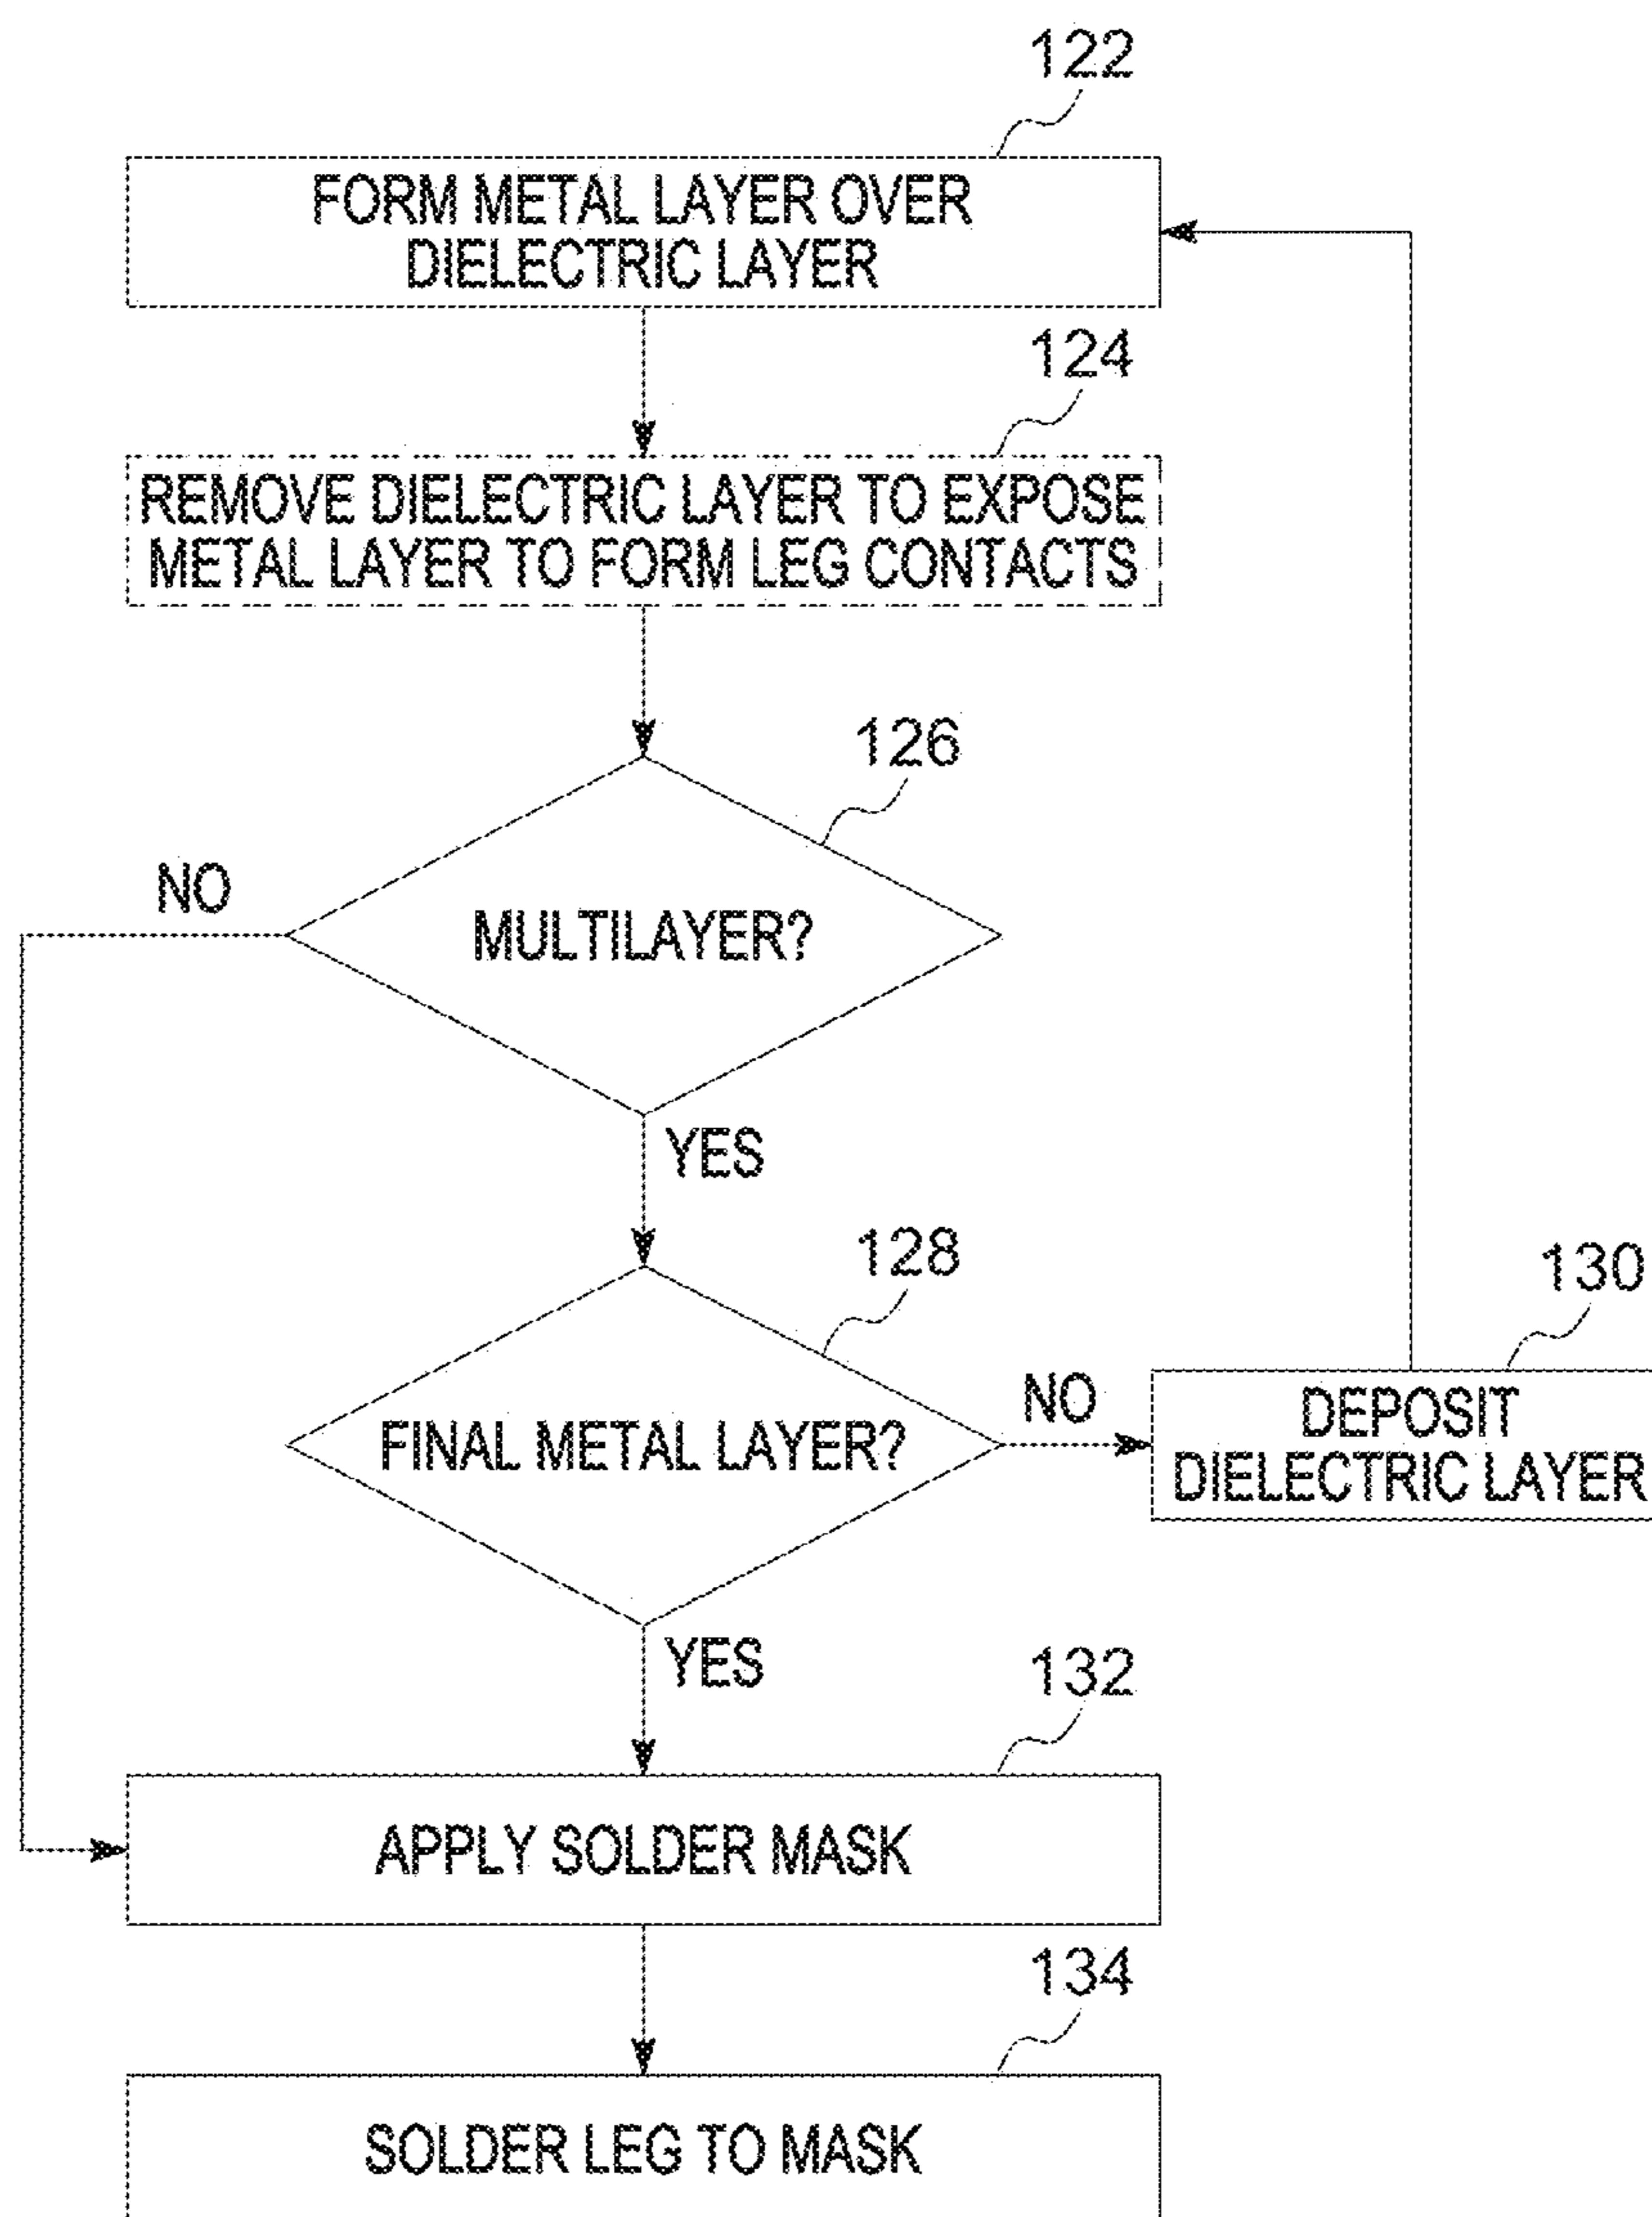 122
FORM METAL LAYER OVER
DIELECTRIC LAYER
124
REMOVE DIELECTRIC LAYER TO EXPOSE
METAL LAYER TO FORM LEG CONTACTS
126
NO
MULTILAYER?
YES
128
130
FINAL METAL LAYER?
NO
DEPOSIT
DIELECTRIC LAYER
YES
132
APPLY SOLDER MASK
134
SOLDER LEG TO MASK